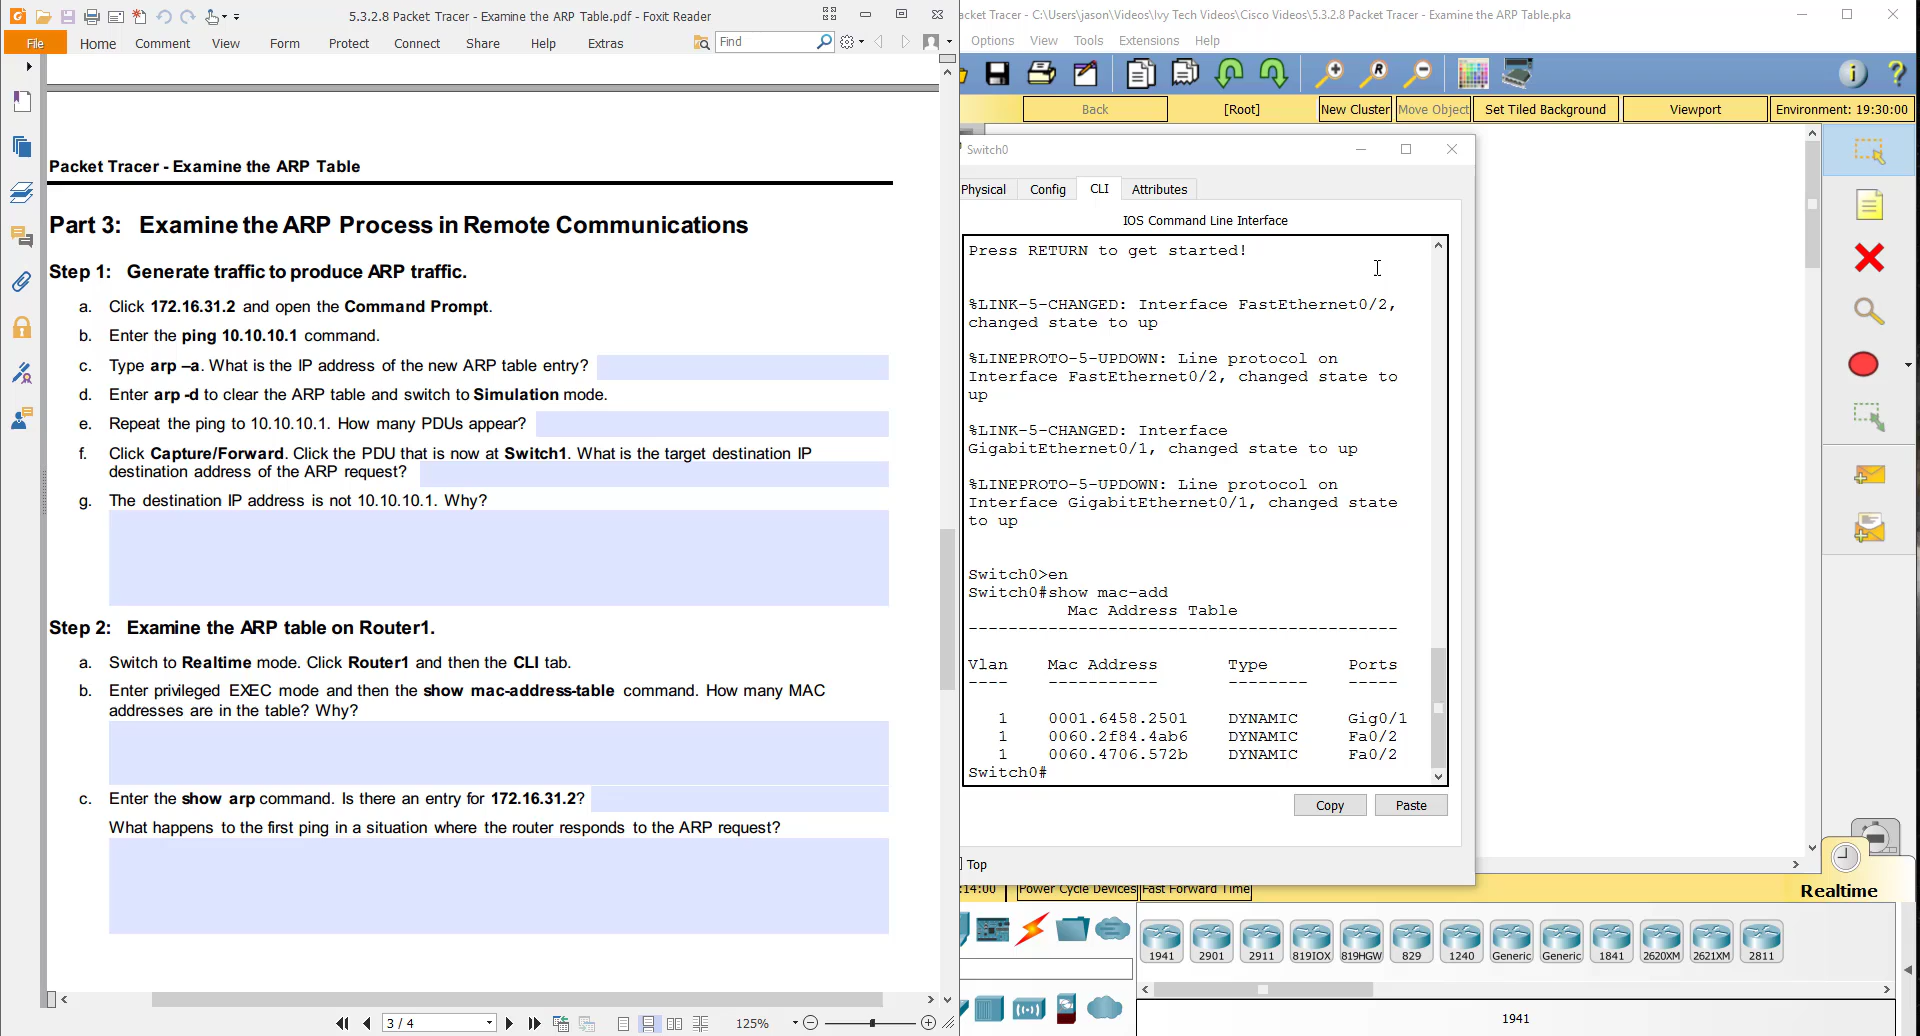 5.3.2.8 Packet Tracer - Examine the ARP Table.pdf - Foxit Reader
File Home Comment View Form Protect Connect Share Help Extras Find
Packet Tracer - Examine the ARP Table
Part 3: Examine the ARP Process in Remote Communications
Step 1: Generate traffic to produce ARP traffic.
a. Click 172.16.31.2 and open the Command Prompt.
b. Enter the ping 10.10.10.1 command.
c. Type arp –a. What is the IP address of the new ARP table entry?
d. Enter arp -d to clear the ARP table and switch to Simulation mode.
e. Repeat the ping to 10.10.10.1. How many PDUs appear?
f. Click Capture/Forward. Click the PDU that is now at Switch1. What is the target destination IP
destination address of the ARP request?
g. The destination IP address is not 10.10.10.1. Why?
Step 2: Examine the ARP table on Router1.
a. Switch to Realtime mode. Click Router1 and then the CLI tab.
b. Enter privileged EXEC mode and then the show mac-address-table command. How many MAC
addresses are in the table? Why?
c. Enter the show arp command. Is there an entry for 172.16.31.2?
What happens to the first ping in a situation where the router responds to the ARP request?
3 / 4
125%
acket Tracer - C:\Users\jason\Videos\Ivy Tech Videos\Cisco Videos\5.3.2.8 Packet Tracer - Examine the ARP Table.pka
Options View Tools Extensions Help
Back [Root] New Cluster Move Object Set Tiled Background Viewport Environment: 19:30:00
Switch0
Physical Config CLI Attributes
IOS Command Line Interface
Press RETURN to get started!
%LINK-5-CHANGED: Interface FastEthernet0/2,
changed state to up
%LINEPROTO-5-UPDOWN: Line protocol on
Interface FastEthernet0/2, changed state to
up
%LINK-5-CHANGED: Interface
GigabitEthernet0/1, changed state to up
%LINEPROTO-5-UPDOWN: Line protocol on
Interface GigabitEthernet0/1, changed state
to up
Switch0>en
Switch0#show mac-add
Mac Address Table
-------------------------------------------
Vlan Mac Address Type Ports
---- ----------- -------- -----
1 0001.6458.2501 DYNAMIC Gig0/1
1 0060.2f84.4ab6 DYNAMIC Fa0/2
1 0060.4706.572b DYNAMIC Fa0/2
Switch0#
Copy Paste
Top
:14:00 Power Cycle Devices Fast Forward Time
Realtime
1941 2901 2911 819IOX 819HGW 829 1240 Generic Generic 1841 2620XM 2621XM 2811
1941